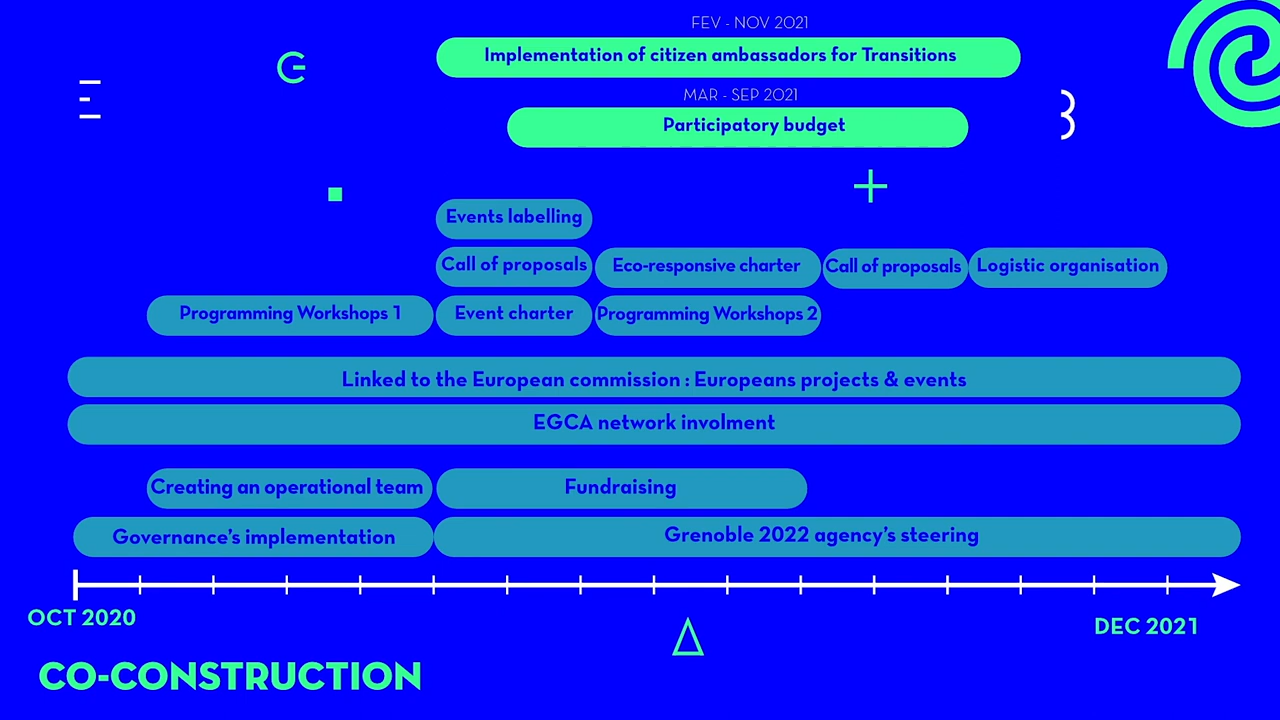 FEV - NOV 2021
Implementation of citizen ambassadors for Transitions
MAR - SEP 2021
Participatory budget
Events labelling
Call of proposals
Eco-responsive charter
Call of proposals
Logistic organisation
Programming Workshops 1
Event charter
Programming Workshops 2
Linked to the European commission : Europeans projects & events
EGCA network involment
Creating an operational team
Fundraising
Governance’s implementation
Grenoble 2022 agency’s steering
OCT 2020
DEC 2021
CO-CONSTRUCTION